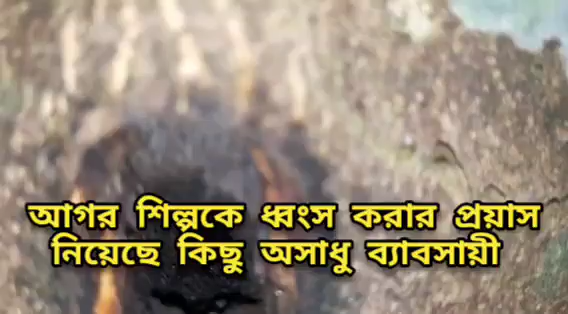 আগর শিল্পকে ধ্বংস করার প্রয়াস
নিয়েছে কিছু অসাধু ব্যাবসায়ী